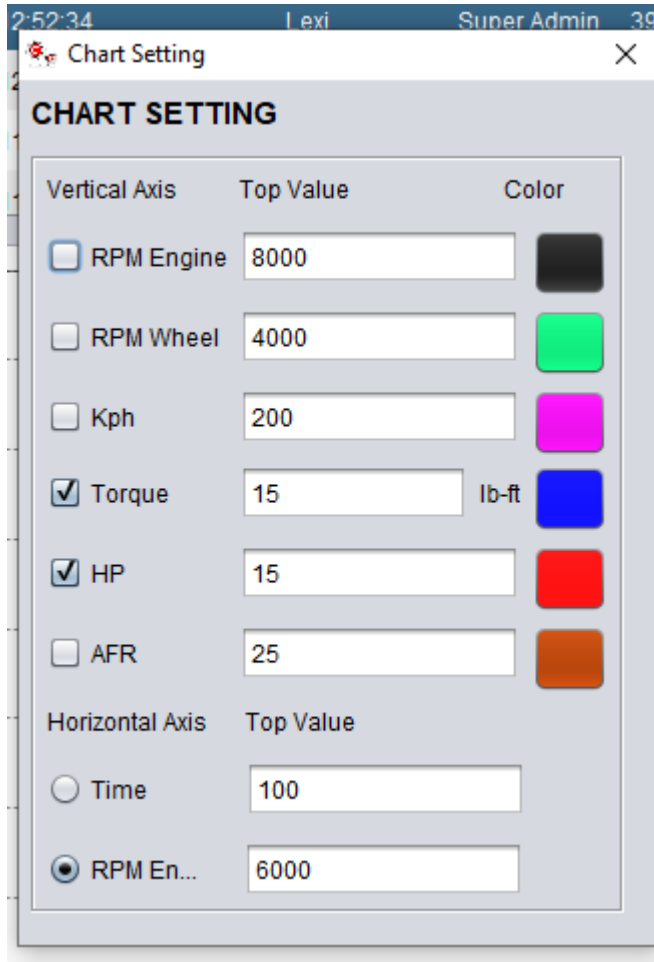 2:52:34 Lexi Super Admin 39
Chart Setting
CHART SETTING
Vertical Axis Top Value Color
RPM Engine 8000
RPM Wheel 4000
Kph 200
Torque 15 lb-ft
HP 15
AFR 25
Horizontal Axis Top Value
Time 100
RPM En... 6000